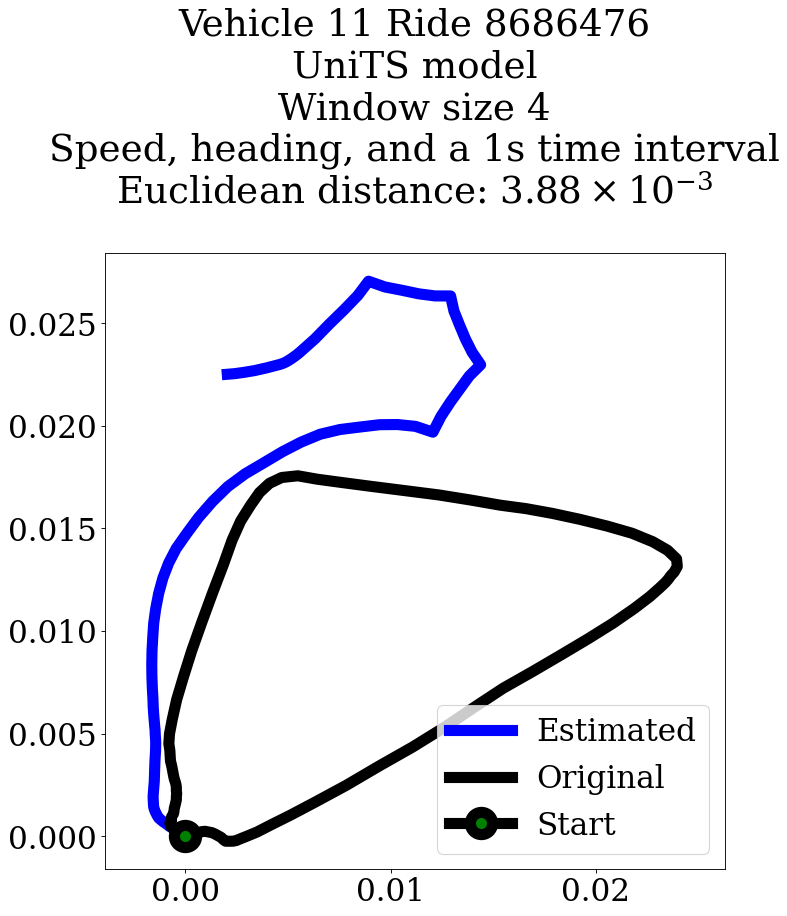 Vehicle 11 Ride 8686476
UniTS model
Window size 4
Speed, heading, and a 1s time interval
Euclidean distance: 3.88 × 10⁻³
0.025
0.020
0.015
0.010
0.005
0.000
0.00
0.01
0.02
Estimated
Original
Start